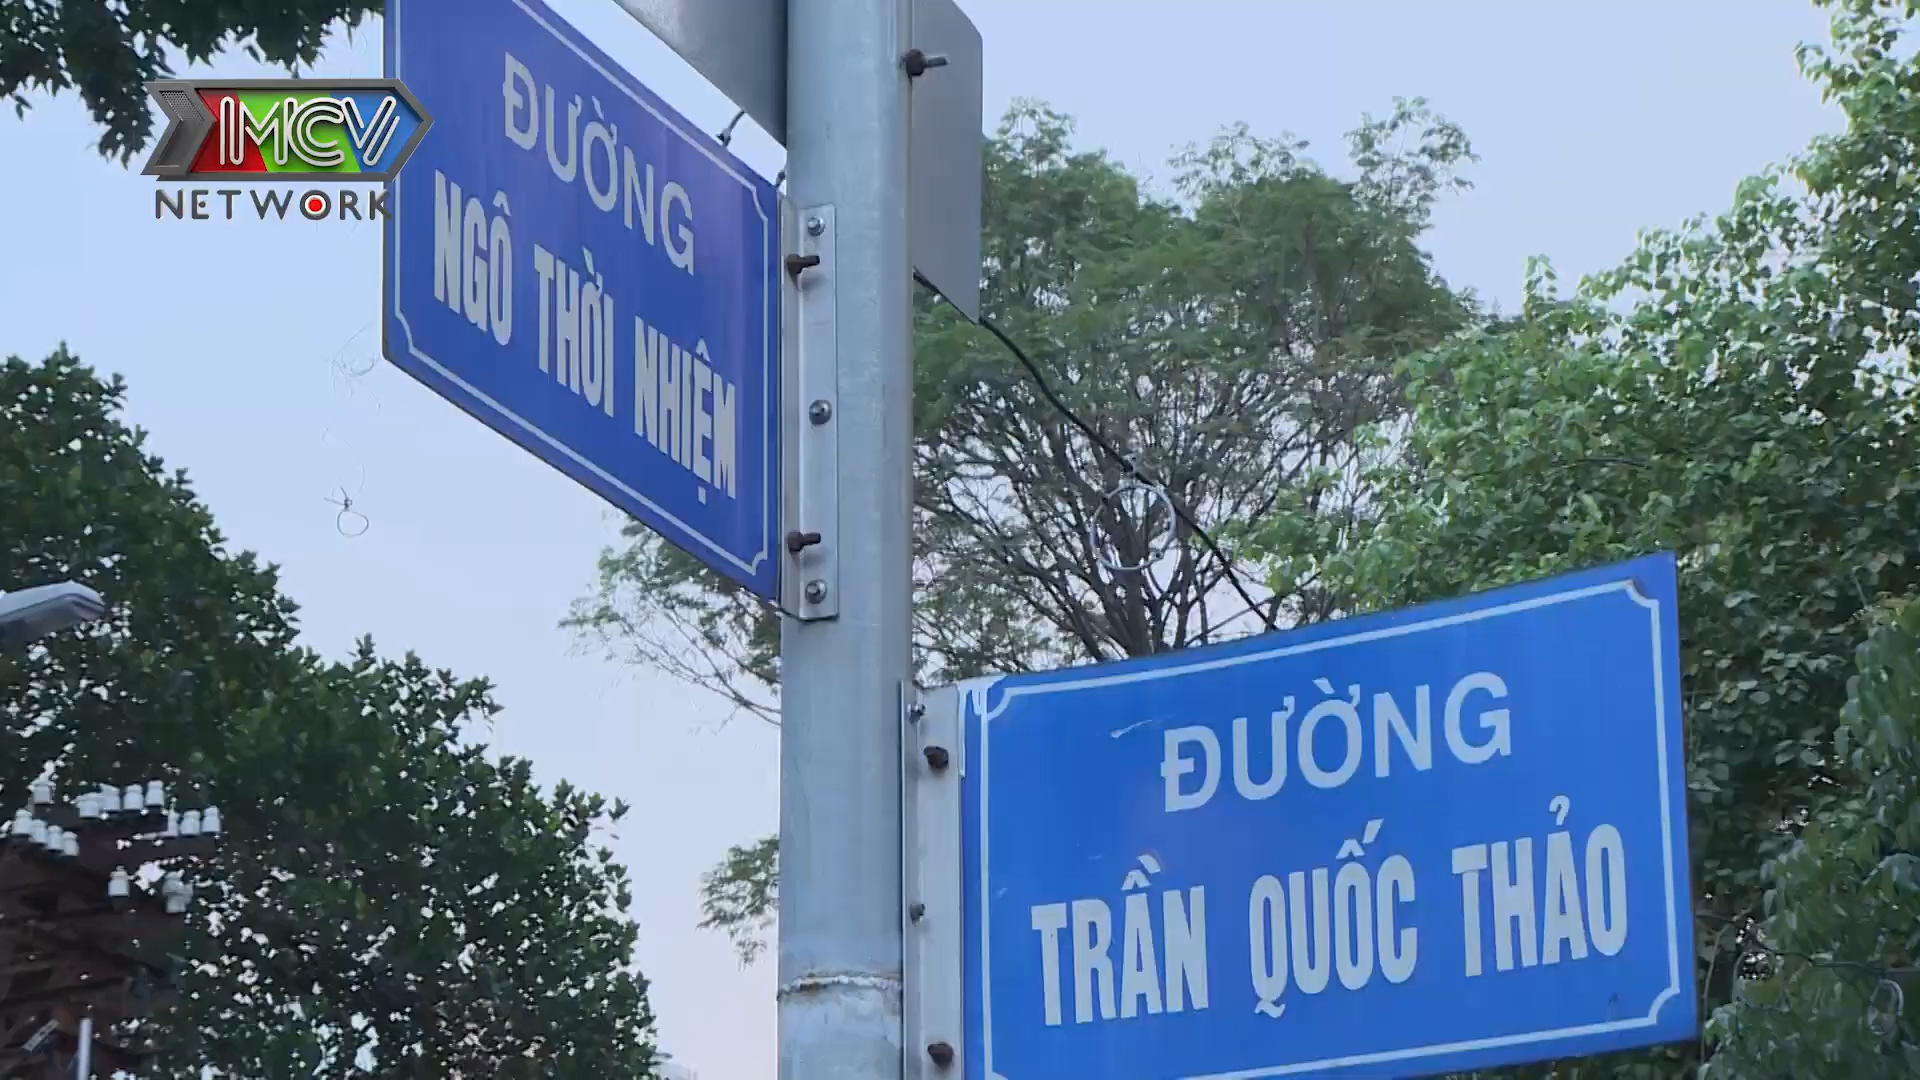 MCV
NETWORK
ĐƯỜNG
NGÔ THỜI NHIỆM
ĐƯỜNG
TRẦN QUỐC THẢO